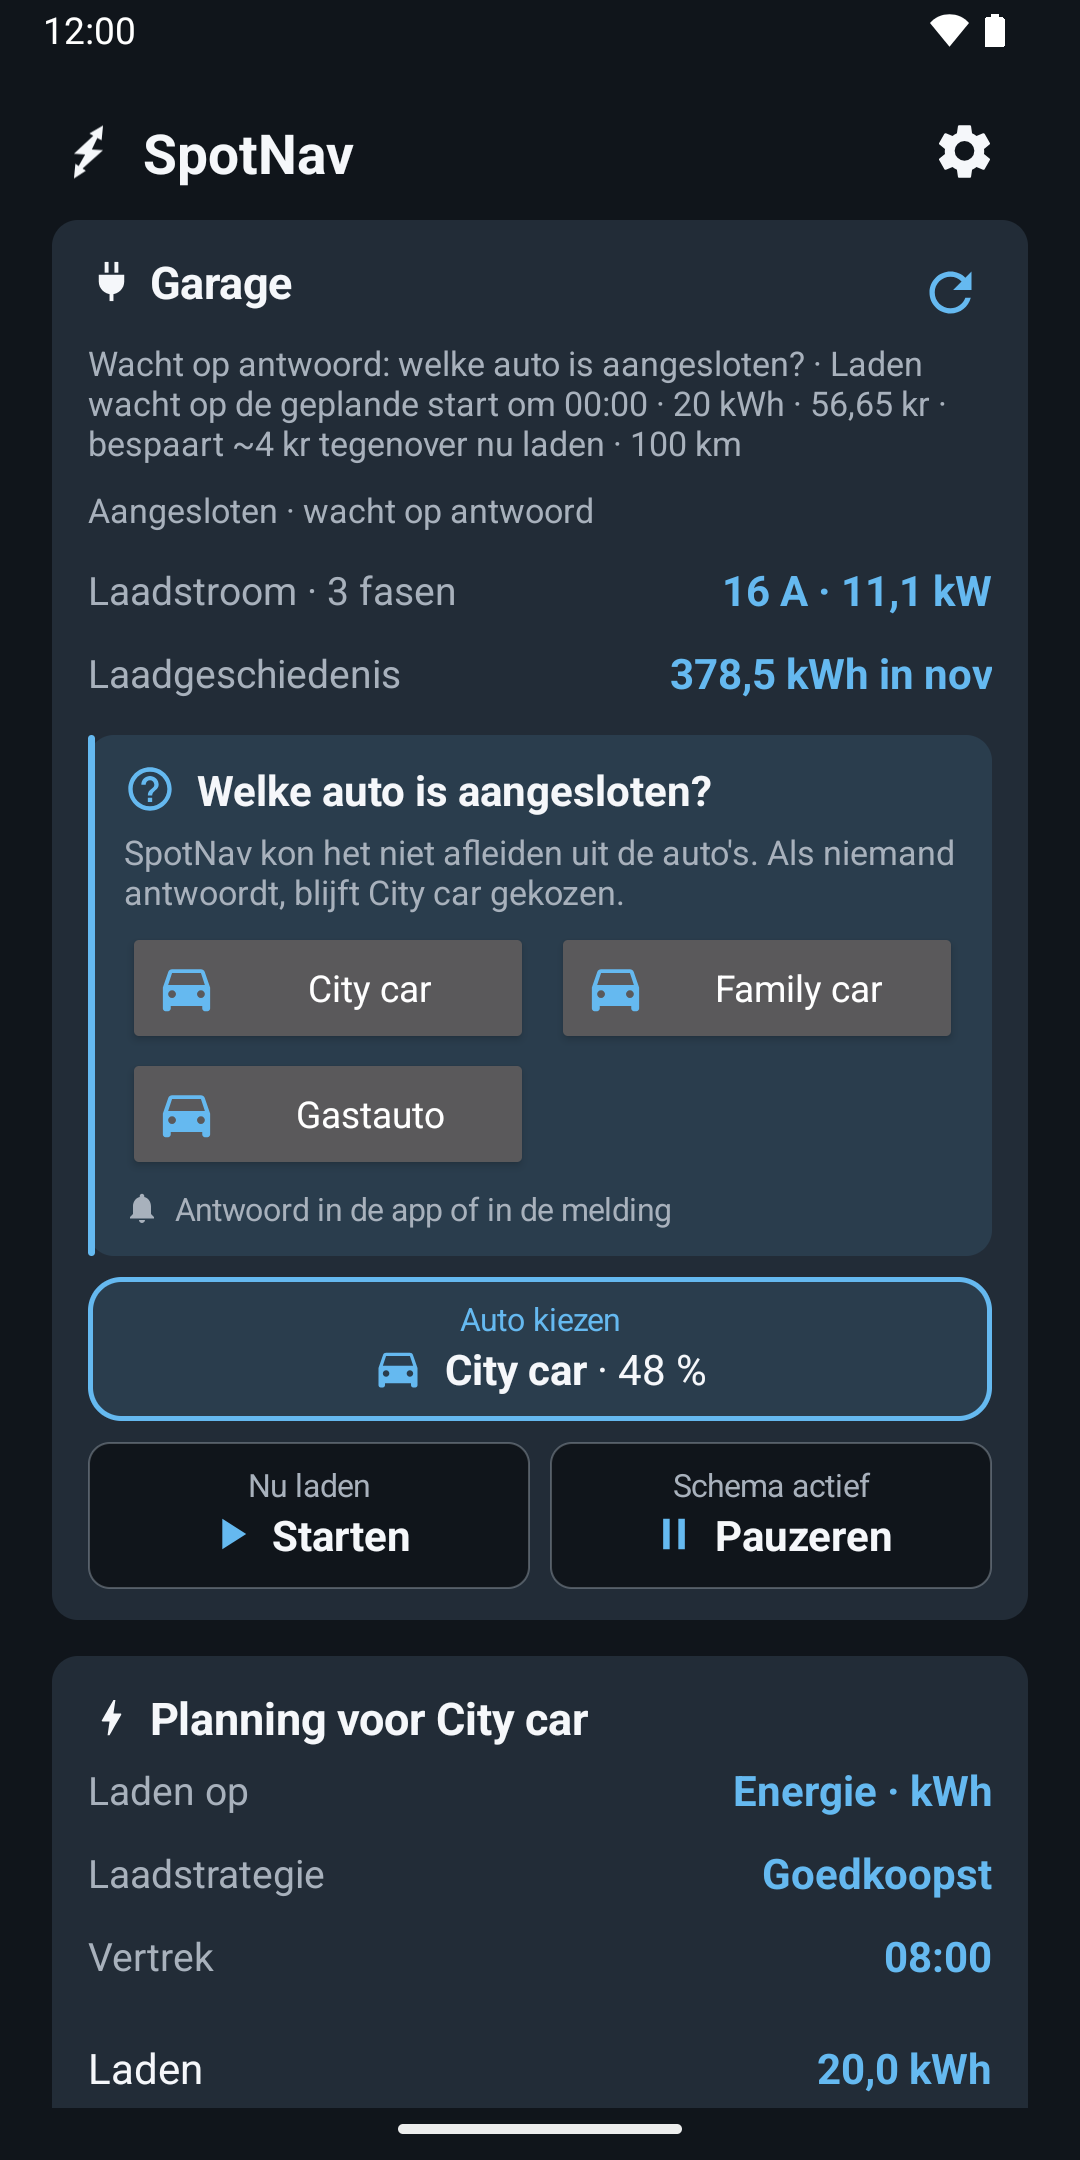 12:00
SpotNav
Garage
Wacht op antwoord: welke auto is aangesloten? · Laden
wacht op de geplande start om 00:00 · 20 kWh · 56,65 kr ·
bespaart ~4 kr tegenover nu laden · 100 km
Aangesloten · wacht op antwoord
Laadstroom · 3 fasen 16 A · 11,1 kW
Laadgeschiedenis 378,5 kWh in nov
Welke auto is aangesloten?
SpotNav kon het niet afleiden uit de auto's. Als niemand
antwoordt, blijft City car gekozen.
City car Family car
Gastauto
Antwoord in de app of in de melding
Auto kiezen
City car · 48 %
Nu laden Schema actief
Starten Pauzeren
Planning voor City car
Laden op Energie · kWh
Laadstrategie Goedkoopst
Vertrek 08:00
Laden 20,0 kWh